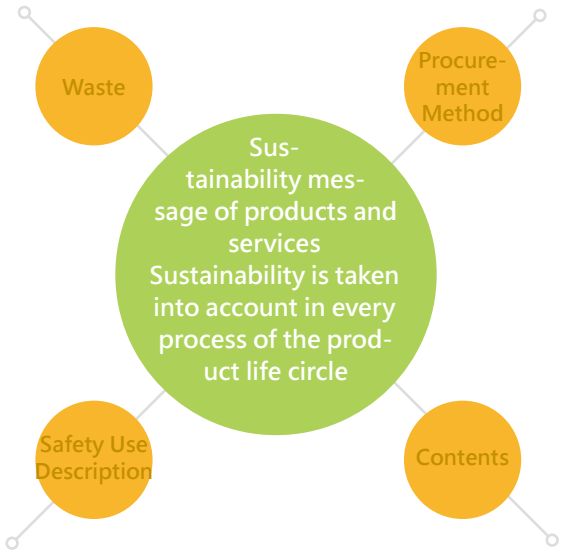 Waste
Procure-
ment
Method
Sus-
tainability mes-
sage of products and
services
Sustainability is taken
into account in every
process of the prod-
uct life circle
Safety Use
Description
Contents